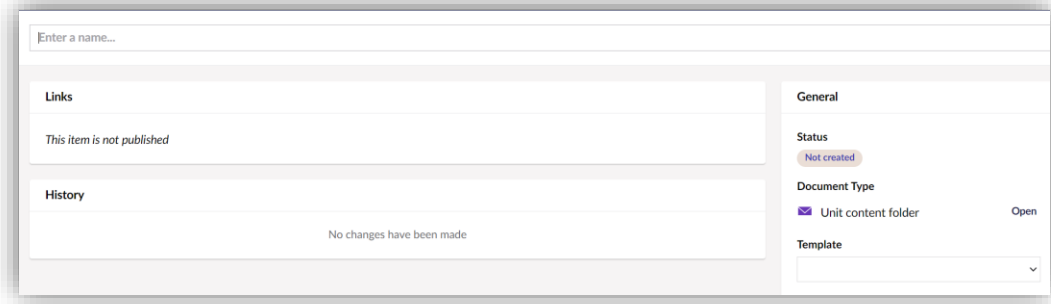 Enter a name...
Links
This item is not published
History
No changes have been made
General
Status
Not created
Document Type
Unit content folder
Open
Template